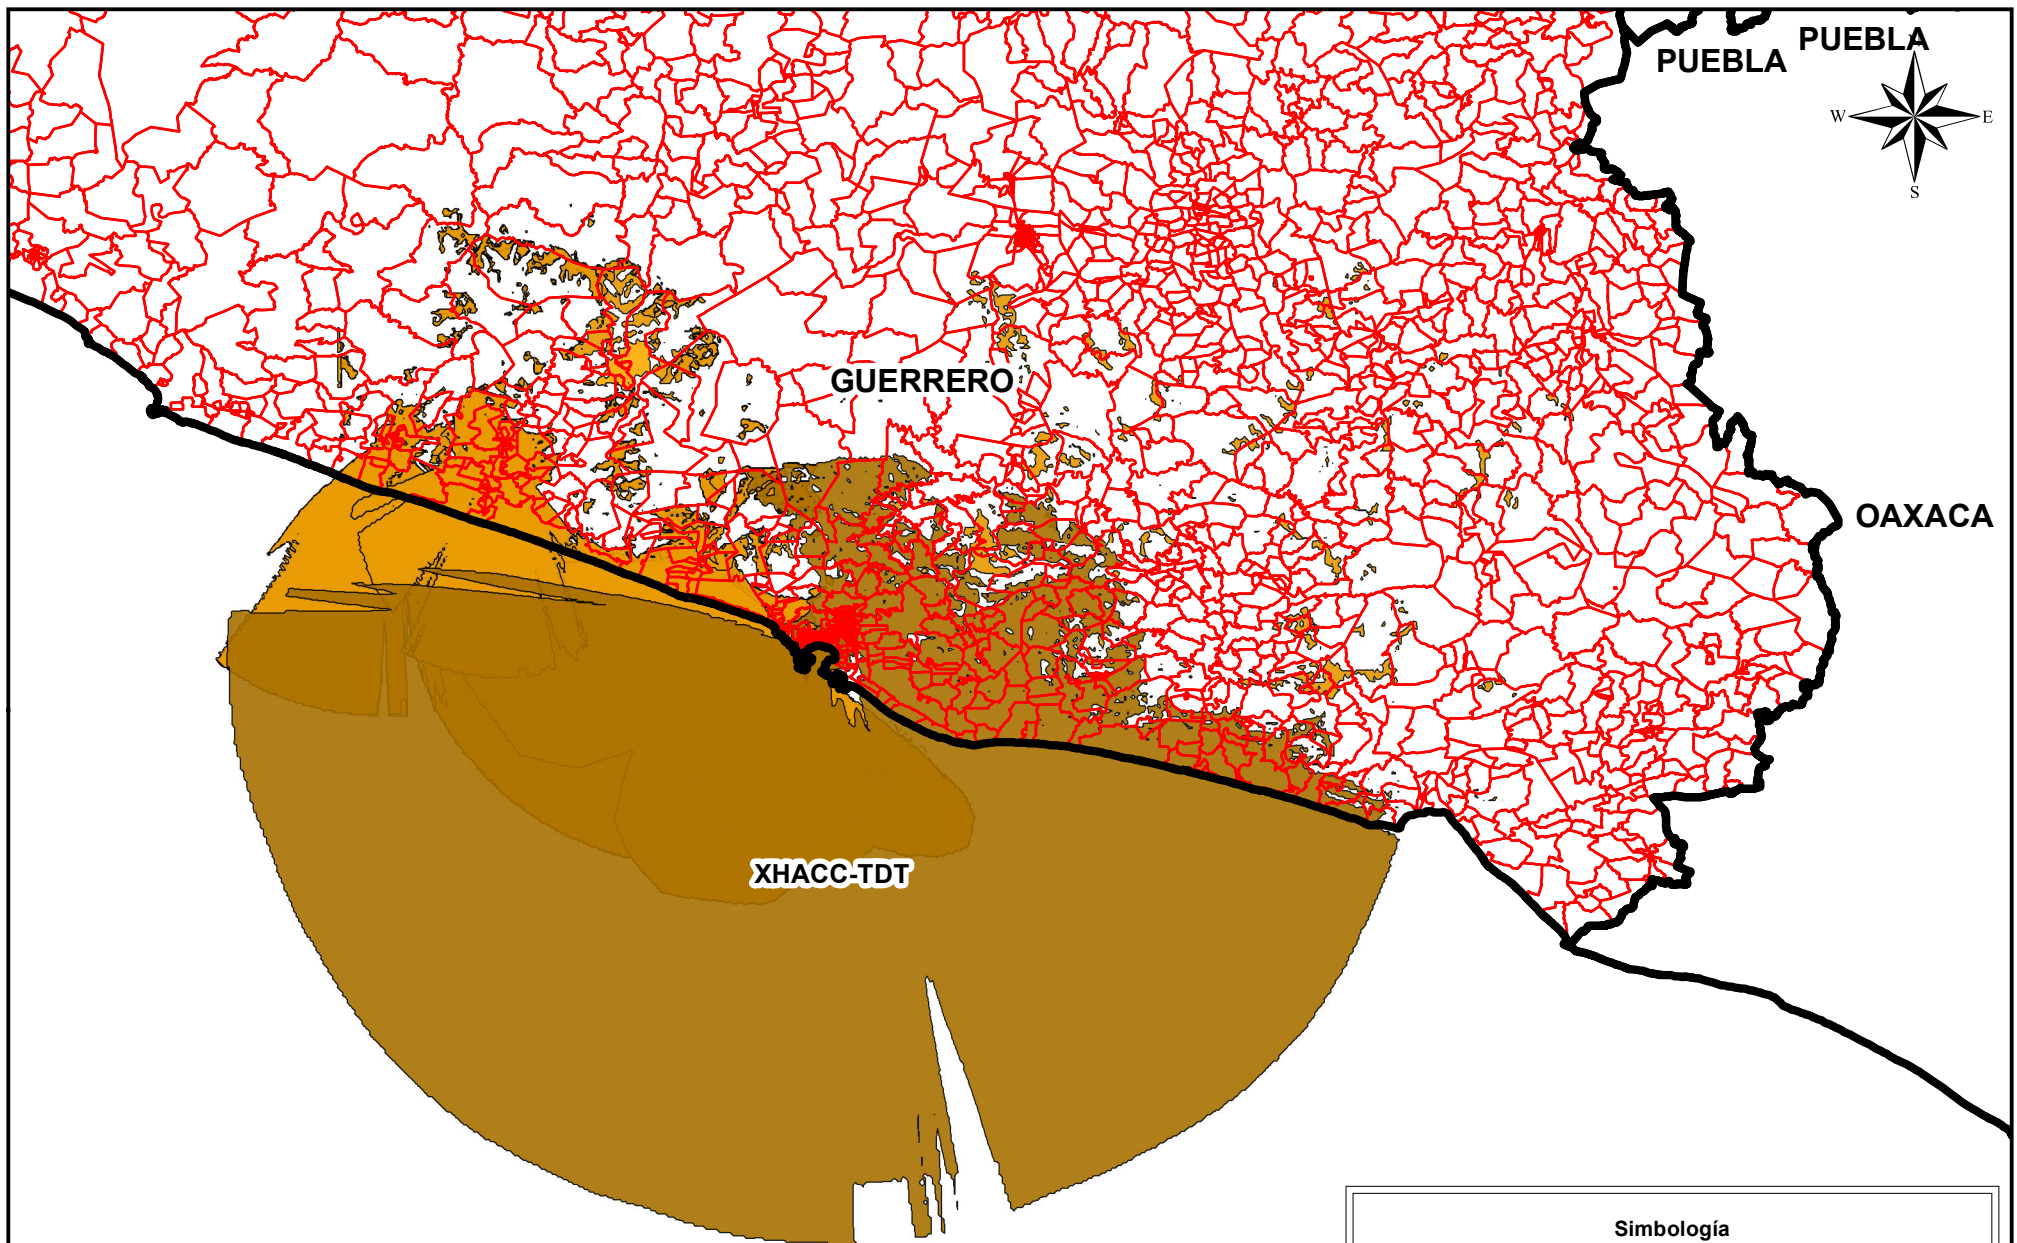 PUEBLA
PUEBLA
W
E
S
GUERRERO
OAXACA
XHACC-TDT
Simbología